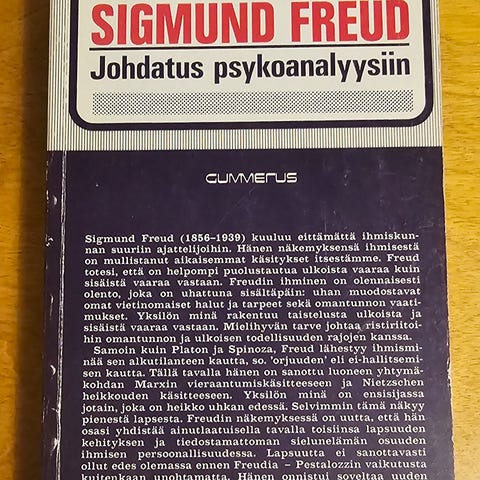 SIGMUND FREUD
Johdatus psykoanalyysiin
GUMMERUS
Sigmund Freud (1856–1939) kuuluu eittämättä ihmiskun-
nan suuriin ajattelijoihin. Hänen näkemyksensä ihmisestä
on mullistanut aikaisemmat käsitykset itsestämme. Freud
totesi, että on helpompi puolustautua ulkoista vaaraa kuin
sisäistä vaaraa vastaan. Freudin ihminen on olennaisesti
olento, joka on uhattuna sisältäpäin: uhan muodostavat
omat vietinomaiset halut ja tarpeet sekä omantunnon vaati-
mukset. Yksilön minä rakentuu taistelusta ulkoista ja
sisäistä vaaraa vastaan. Mielihyvän tarve johtaa ristiriitoi-
hin omantunnon ja ulkoisen todellisuuden rajojen kanssa.
Samoin kuin Platon ja Spinoza, Freud lähestyy ihmismi-
nää sen alkutilanteen kautta, so. 'orjuuden' eli ei-hallitsemi-
sen kautta. Tällä tavalla hänen on sanottu luoneen yhtymä-
kohdan Marxin vieraantumiskäsitteeseen ja Nietzschen
heikkouden käsitteeseen. Yksilön minä on ensisijassa
jotain, joka on heikko uhkan edessä. Selvimmin tämä näkyy
pienestä lapsesta. Freudin näkemyksessä on uutta, että hän
osasi yhdistää ainutlaatuisella tavalla toisiinsa lapsuuden
kehityksen ja tiedostamattoman sielunelämän osuuden
ihmisen persoonallisuudessa. Lapsuutta ei sanottavasti
ollut edes olemassa ennen Freudia – Pestalozzin vaikutusta
kuitenkaan unohtamatta. Hänen onnistui soveltaa uuden